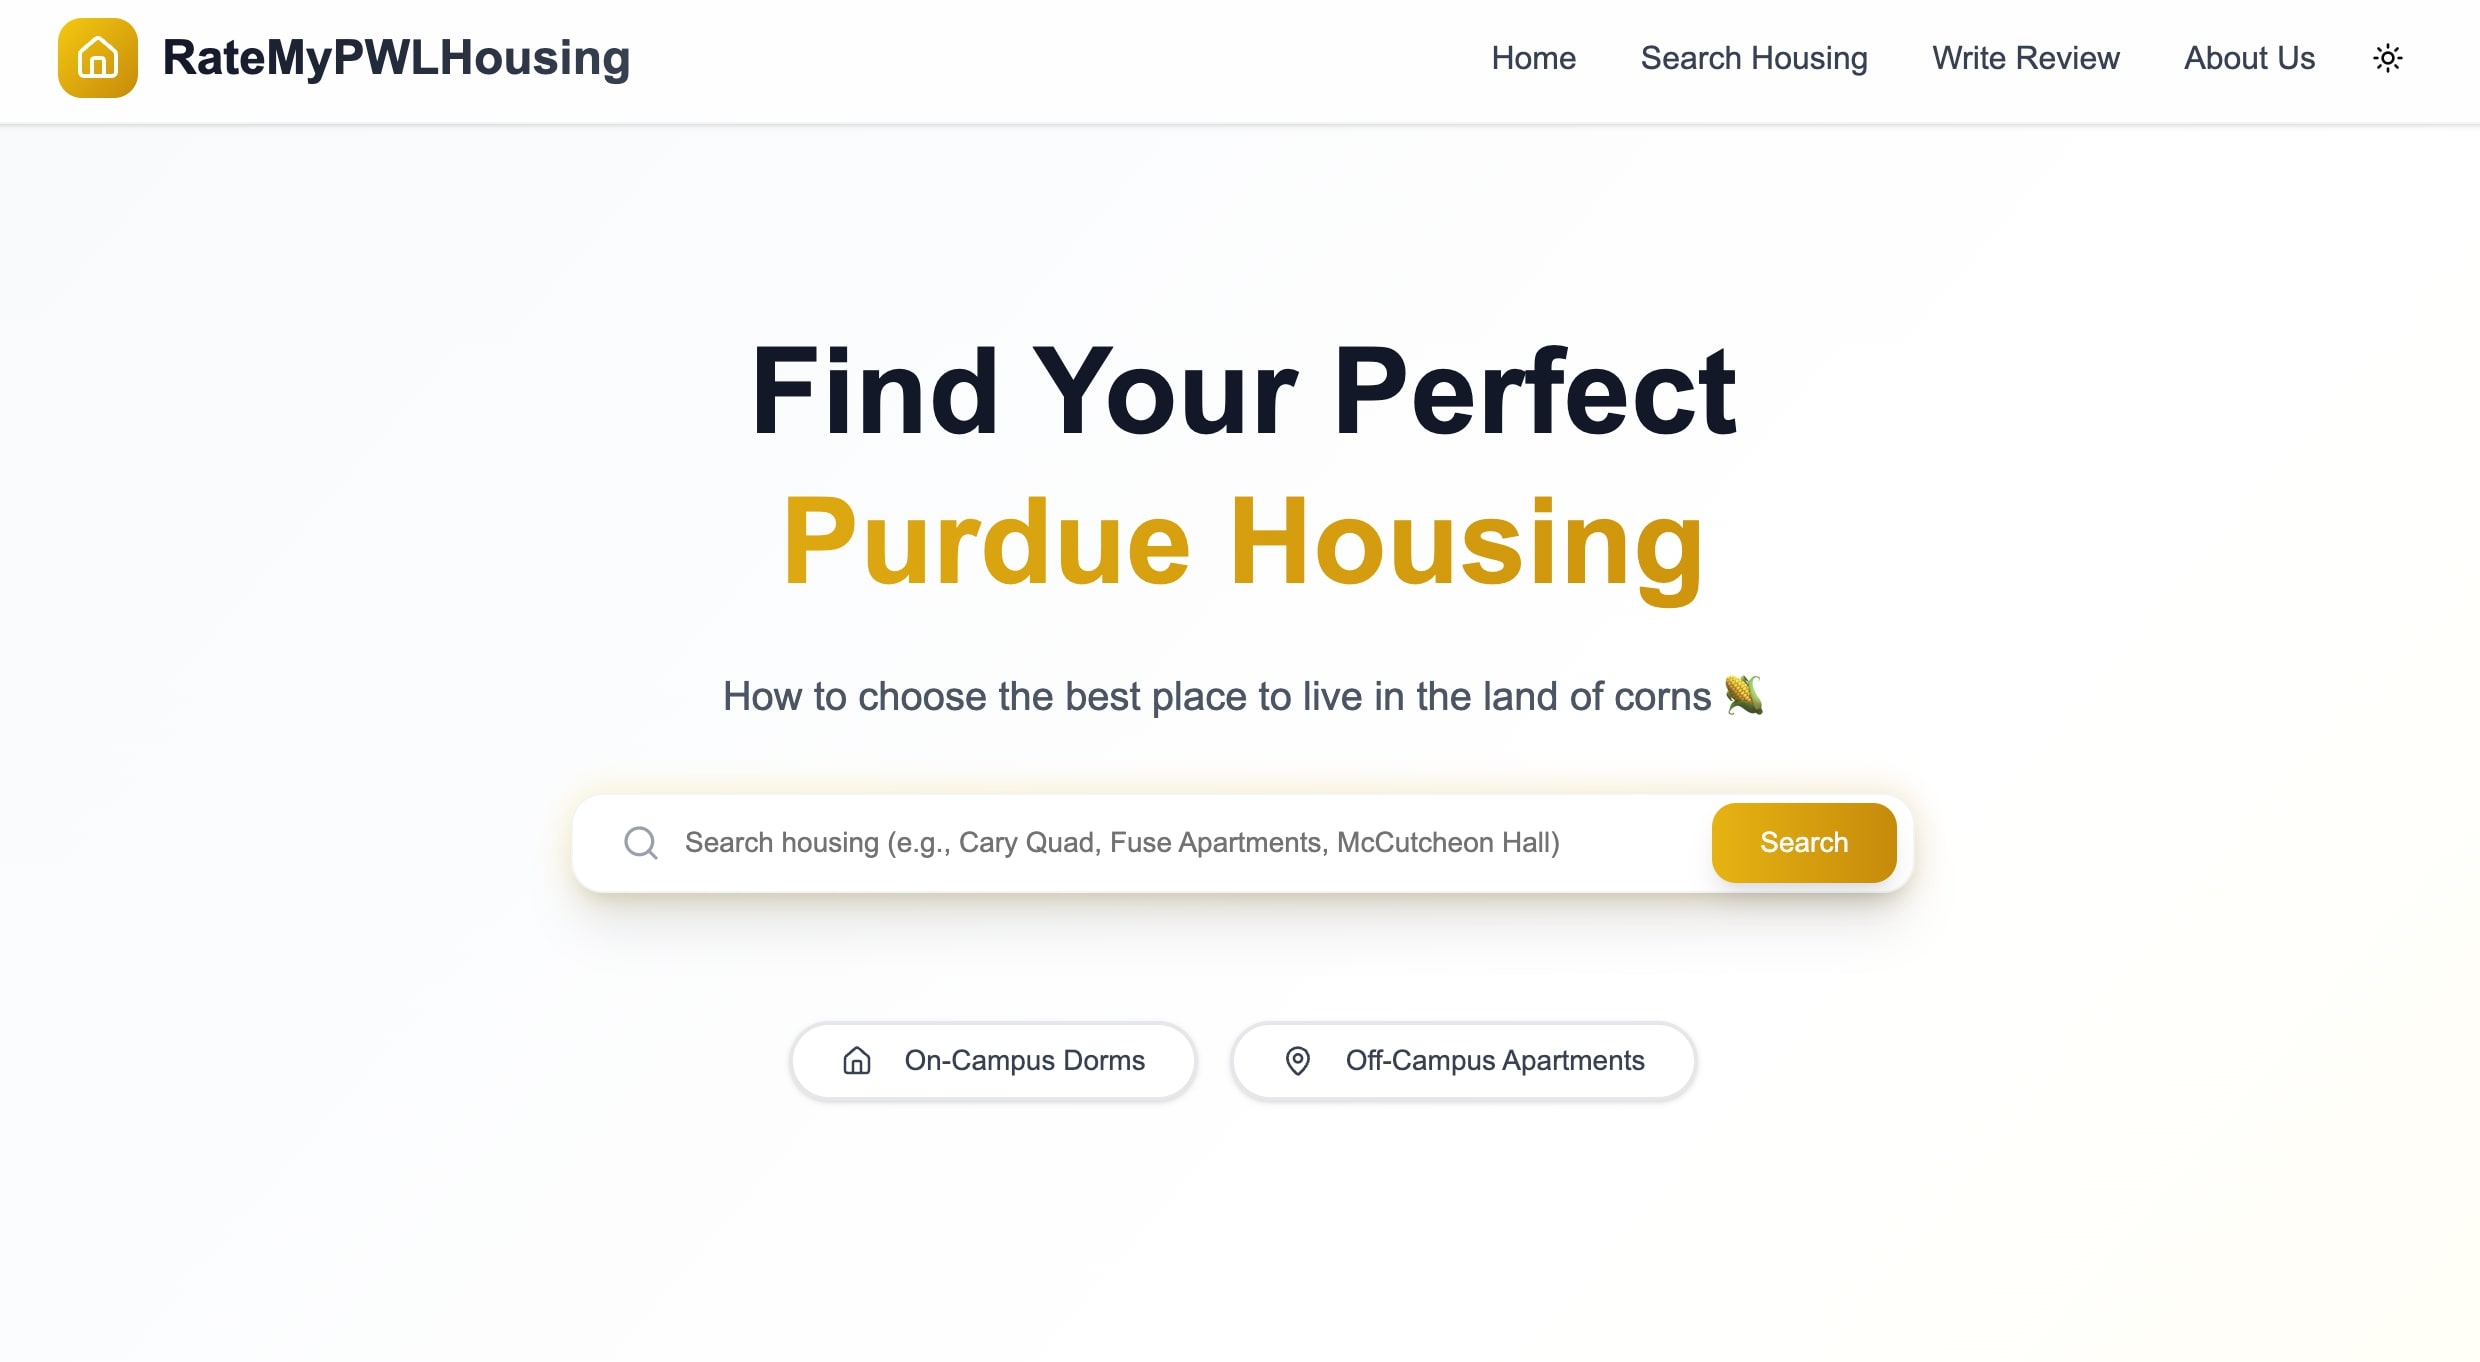 RateMyPWLHousing
Home
Search Housing
Write Review
About Us
Find Your Perfect
Purdue Housing
How to choose the best place to live in the land of corns 🌽
Search housing (e.g., Cary Quad, Fuse Apartments, McCutcheon Hall)
Search
On-Campus Dorms
Off-Campus Apartments